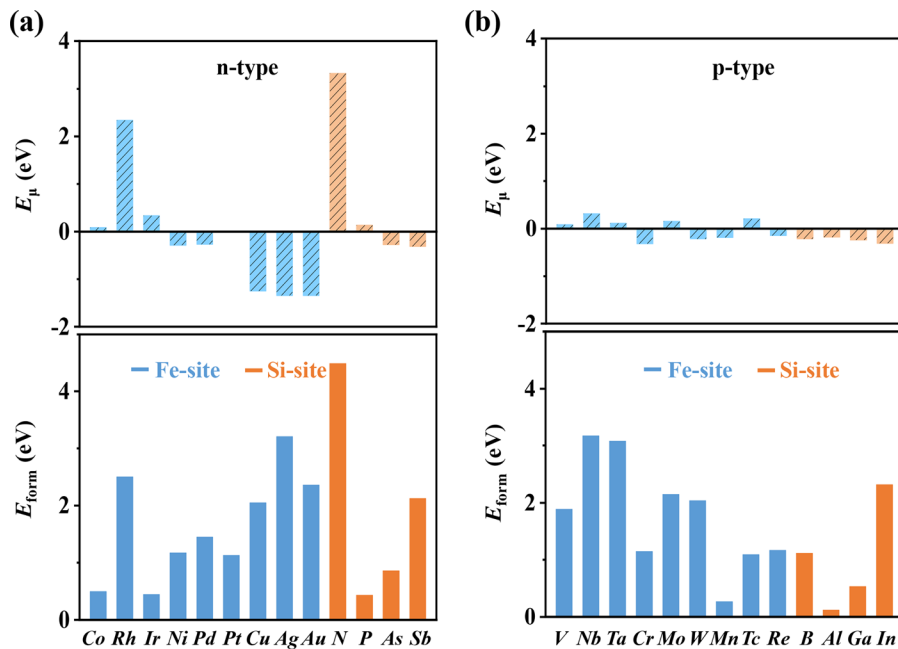 (a)
n-type
4
2
0
-2
Eμ (eV)
Fe-site
Si-site
4
2
0
Eform (eV)
Co Rh Ir Ni Pd Pt Cu Ag Au N P As Sb
(b)
p-type
4
2
0
-2
Eμ (eV)
Fe-site
Si-site
4
2
0
Eform (eV)
V Nb Ta Cr Mo W Mn Tc Re B Al Ga In